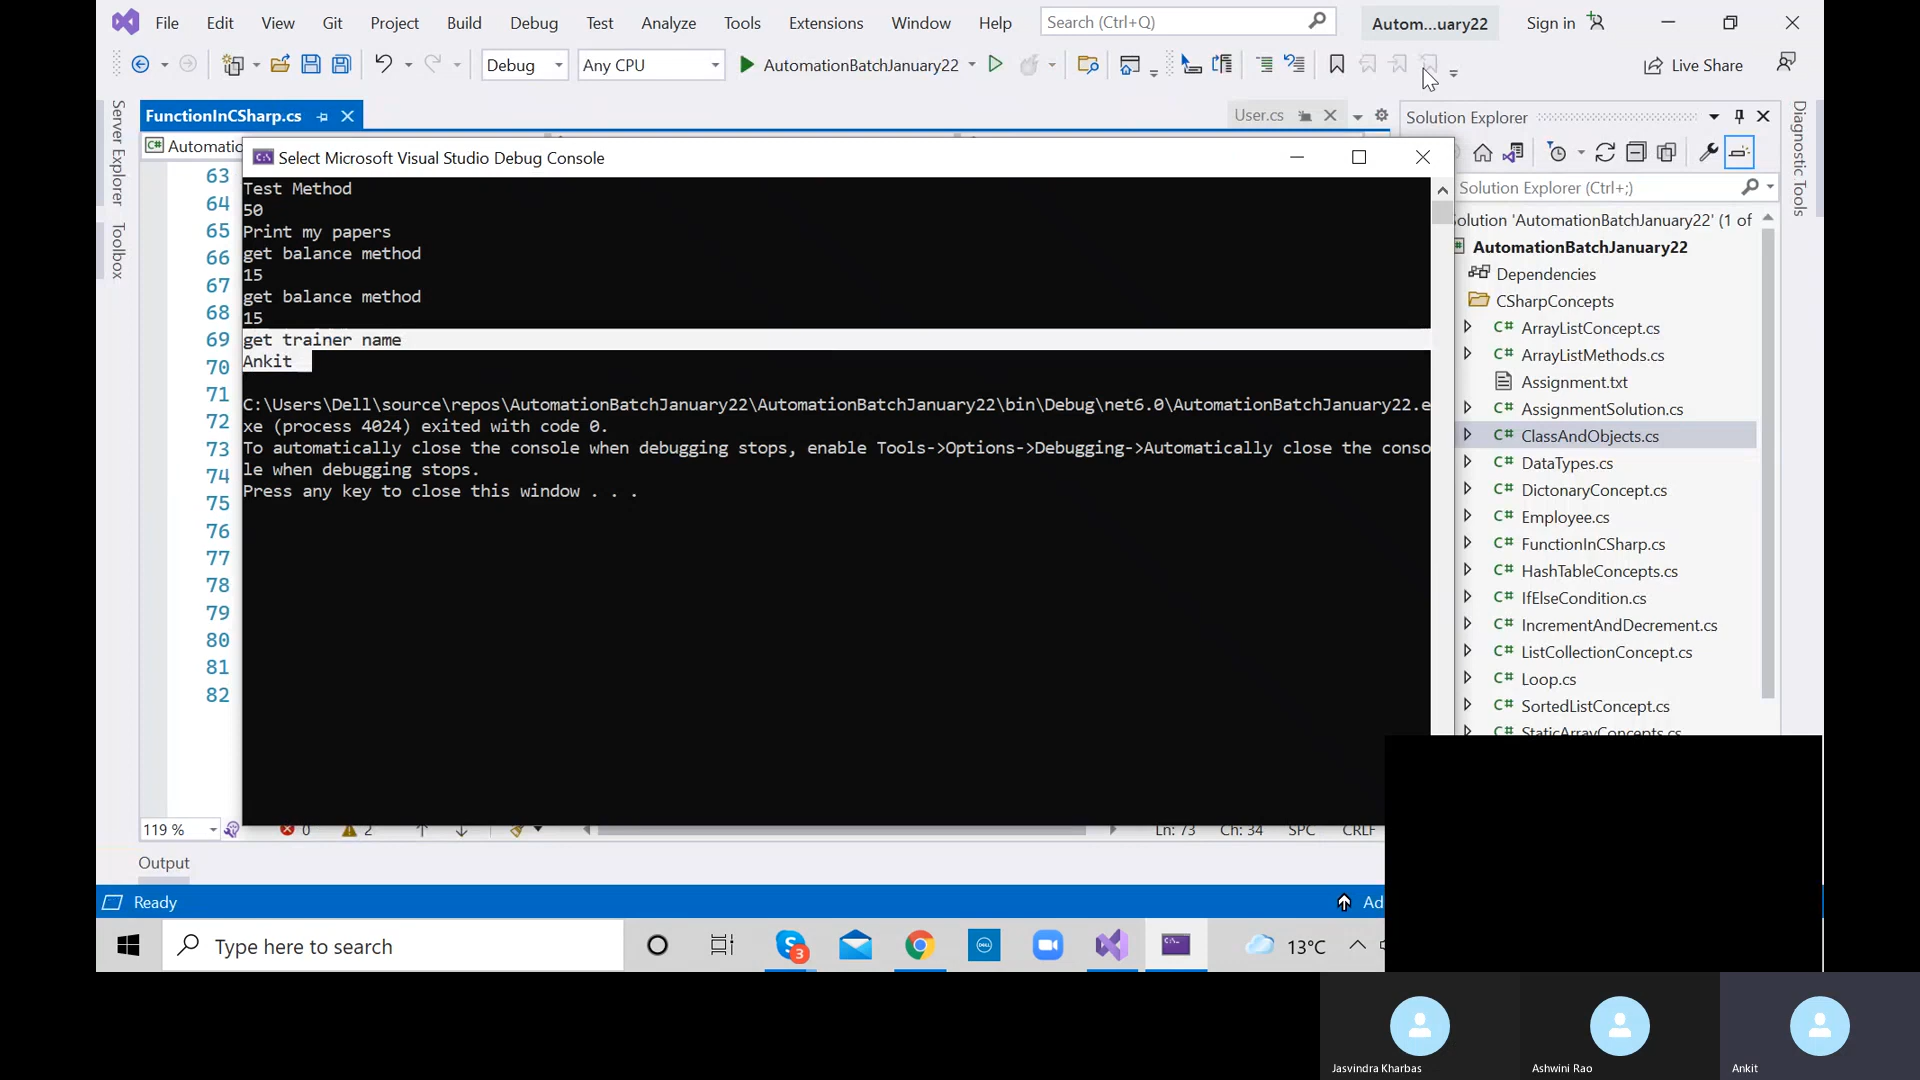 File Edit View Git Project Build Debug Test Analyze Tools Extensions Window Help Search (Ctrl+Q) Autom...uary22 Sign in
Debug Any CPU AutomationBatchJanuary22 Live Share
Server Explorer
Toolbox
FunctionInCSharp.cs User.cs
Automatic
Select Microsoft Visual Studio Debug Console
63
64
65
66
67
68
69
70
71
72
73
74
75
76
77
78
79
80
81
82
Test Method
50
Print my papers
get balance method
15
get balance method
15
get trainer name
Ankit
C:\Users\Dell\source\repos\AutomationBatchJanuary22\AutomationBatchJanuary22\bin\Debug\net6.0\AutomationBatchJanuary22.e
xe (process 4024) exited with code 0.
To automatically close the console when debugging stops, enable Tools->Options->Debugging->Automatically close the conso
le when debugging stops.
Press any key to close this window . . .
119 % 0 2 Ln: 73 Ch: 34 SPC CRLF
Output
Ready Ad
Solution Explorer
Solution Explorer (Ctrl+;)
olution 'AutomationBatchJanuary22' (1 of
AutomationBatchJanuary22
Dependencies
CSharpConcepts
C# ArrayListConcept.cs
C# ArrayListMethods.cs
Assignment.txt
C# AssignmentSolution.cs
C# ClassAndObjects.cs
C# DataTypes.cs
C# DictonaryConcept.cs
C# Employee.cs
C# FunctionInCSharp.cs
C# HashTableConcepts.cs
C# IfElseCondition.cs
C# IncrementAndDecrement.cs
C# ListCollectionConcept.cs
C# Loop.cs
C# SortedListConcept.cs
C# StaticArrayConcepts.cs
Diagnostic Tools
Type here to search 3 DELL 13°C
Jasvindra Kharbas Ashwini Rao Ankit